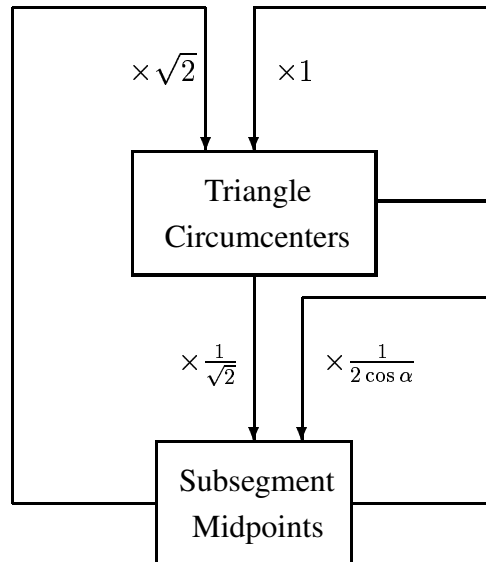 ×√2
×1
Triangle
Circumcenters
× 1/√2
× 1/(2 cos α)
Subsegment
Midpoints